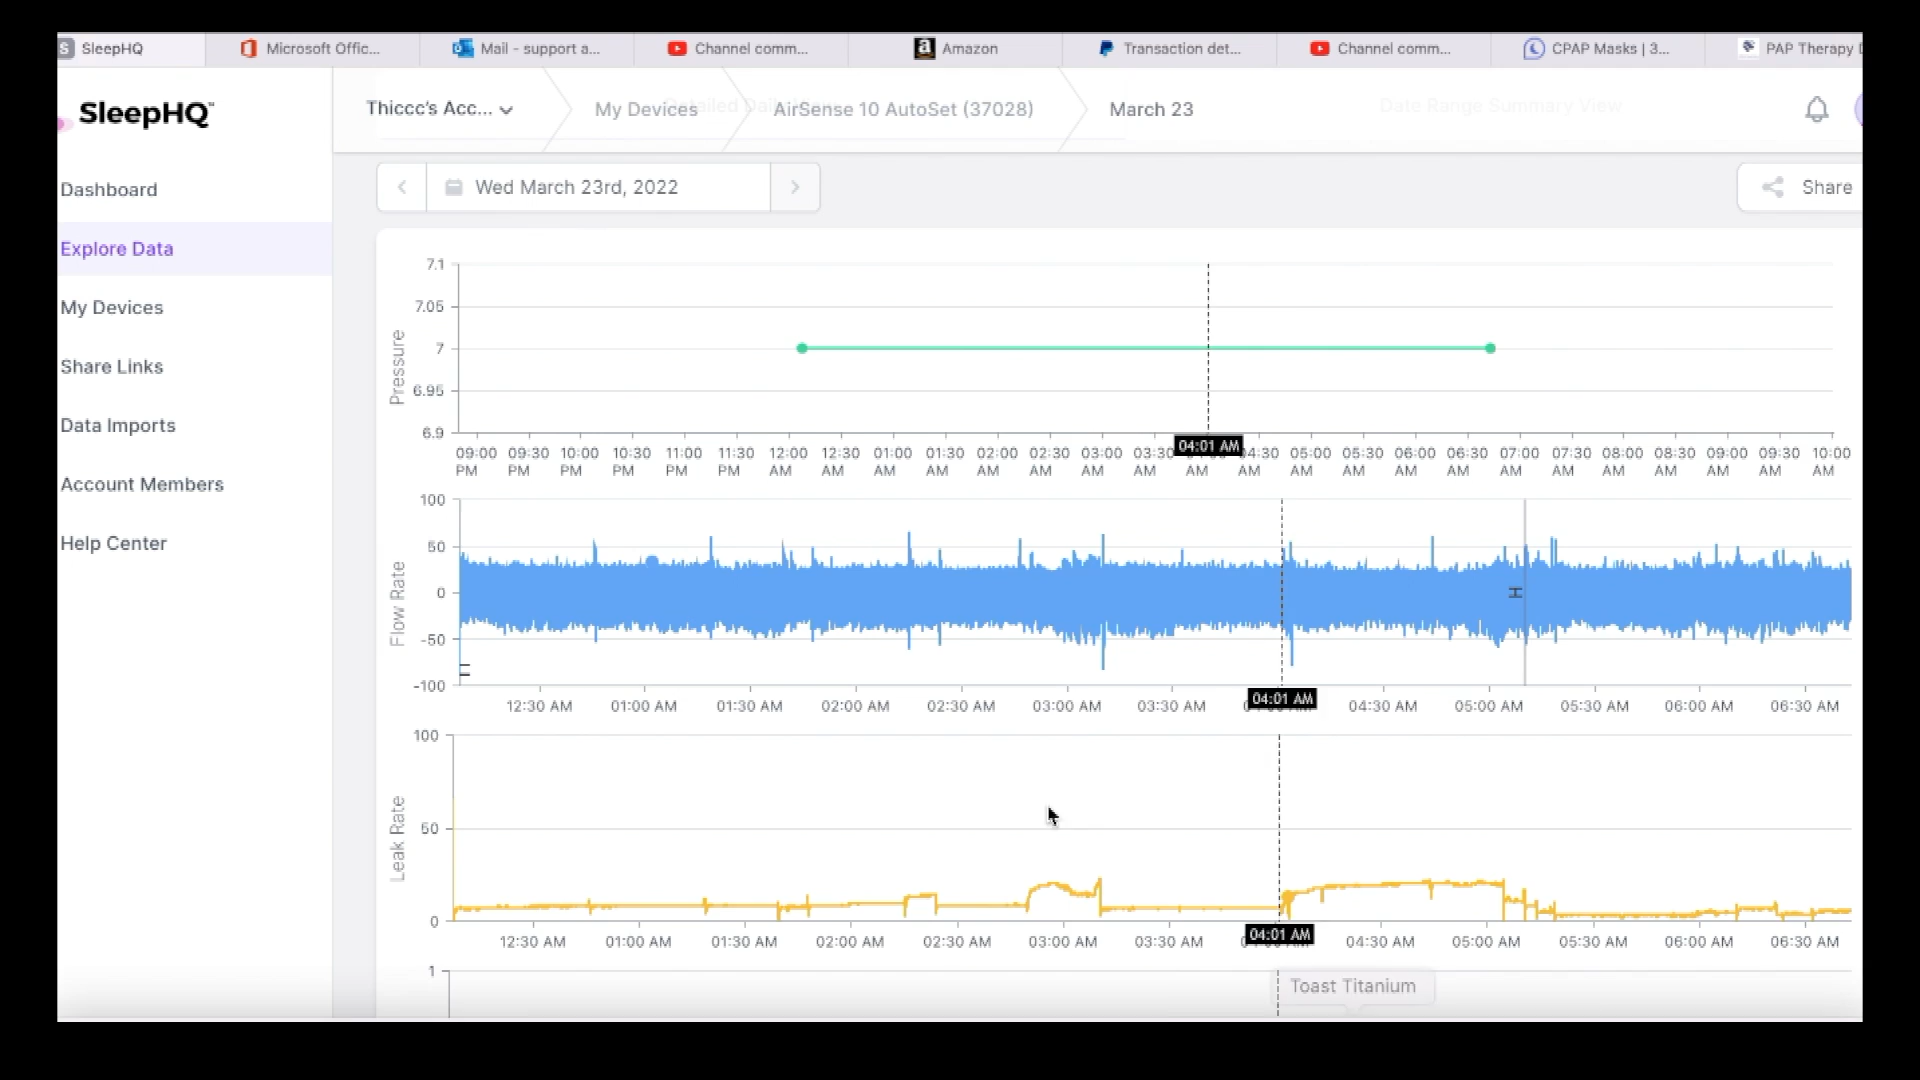 SleepHQ
Microsoft Offic...
Mail - support a...
Channel comm...
Amazon
Transaction det...
Channel comm...
CPAP Masks | 3...
PAP Therapy
SleepHQ™
Thiccc's Acc...
My Devices
AirSense 10 AutoSet (37028)
March 23
Date Range Summary View
Dashboard
Explore Data
My Devices
Share Links
Data Imports
Account Members
Help Center
Wed March 23rd, 2022
Share
Pressure
7.1
7.05
7
6.95
6.9
04:01 AM
09:00 PM 09:30 PM 10:00 PM 10:30 PM 11:00 PM 11:30 PM 12:00 AM 12:30 AM 01:00 AM 01:30 AM 02:00 AM 02:30 AM 03:00 AM 03:30 AM 04:30 AM 05:00 AM 05:30 AM 06:00 AM 06:30 AM 07:00 AM 07:30 AM 08:00 AM 08:30 AM 09:00 AM 09:30 AM 10:00 AM
Flow Rate
100
50
0
-50
-100
12:30 AM 01:00 AM 01:30 AM 02:00 AM 02:30 AM 03:00 AM 03:30 AM 04:01 AM 04:30 AM 05:00 AM 05:30 AM 06:00 AM 06:30 AM
Leak Rate
100
50
0
12:30 AM 01:00 AM 01:30 AM 02:00 AM 02:30 AM 03:00 AM 03:30 AM 04:01 AM 04:30 AM 05:00 AM 05:30 AM 06:00 AM 06:30 AM
1
Toast Titanium